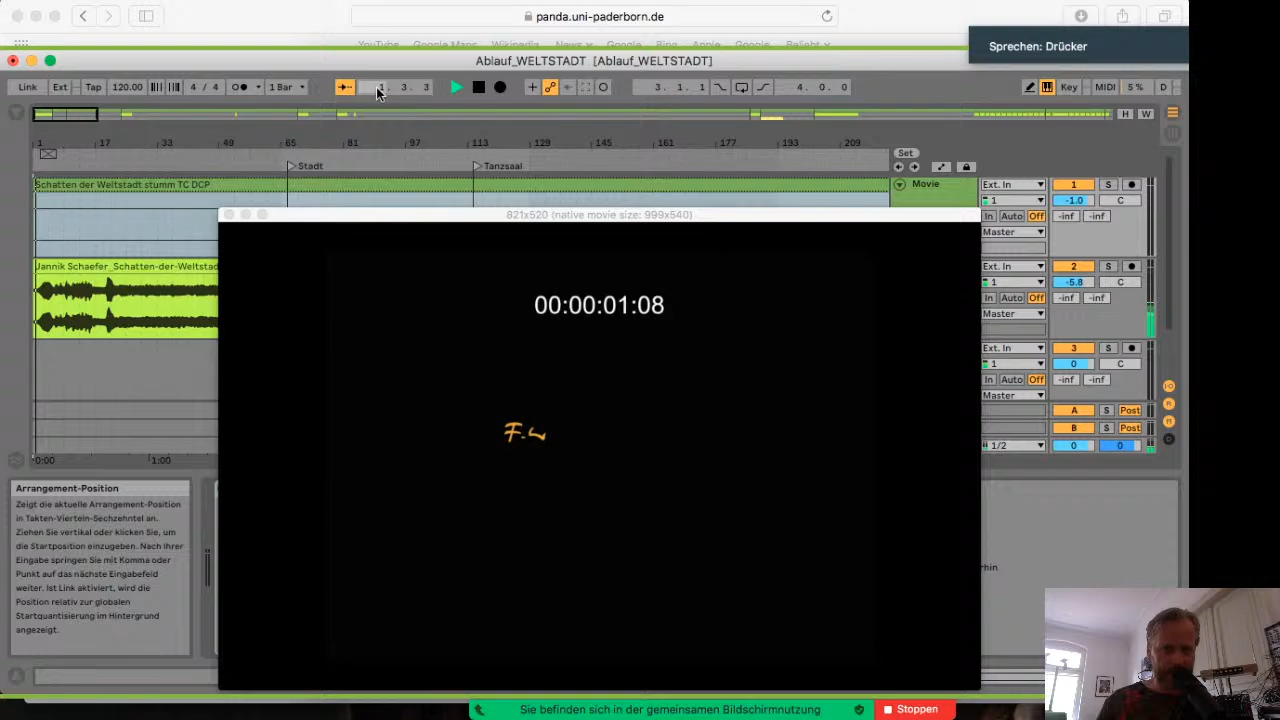 panda.uni-paderborn.de
YouTube Google Maps Wikipedia News Google Bing Apple Google Beliebt
Sprechen: Drücker
Ablauf_WELTSTADT [Ablauf_WELTSTADT]
Link Ext Tap 120.00 4 / 4 1 Bar 1. 3. 3 3. 1. 1 4. 0. 0 Key MIDI 5 % D
H W
1 17 33 49 65 81 97 113 129 145 161 177 193 209
Set
Stadt Tanzsaal
Schatten der Weltstadt stumm TC DCP Movie Ext. In 1 S
1 -1.0 C
821x520 (native movie size: 999x540) In Auto Off -inf -inf
Master
Jannik Schaefer_Schatten-der-Weltstad Ext. In 2 S
1 -5.8 C
In Auto Off -inf -inf
00:00:01:08
Master
Ext. In 3 S
1 0 C
In Auto Off -inf -inf
Master
A S Post
F.W
B S Post
1/2 0 0
0:00 1:00
Arrangement-Position
Zeigt die aktuelle Arrangement-Position
in Takten-Vierteln-Sechzehntel an.
Ziehen Sie vertikal oder klicken Sie, um
die Startposition einzugeben. Nach Ihrer
Eingabe springen Sie mit Komma oder
Punkt auf das nächste Eingabefeld
weiter. Ist Link aktiviert, wird die
Position relativ zur globalen
Startquantisierung im Hintergrund
angezeigt.
rhin
Sie befinden sich in der gemeinsamen Bildschirmnutzung Stoppen